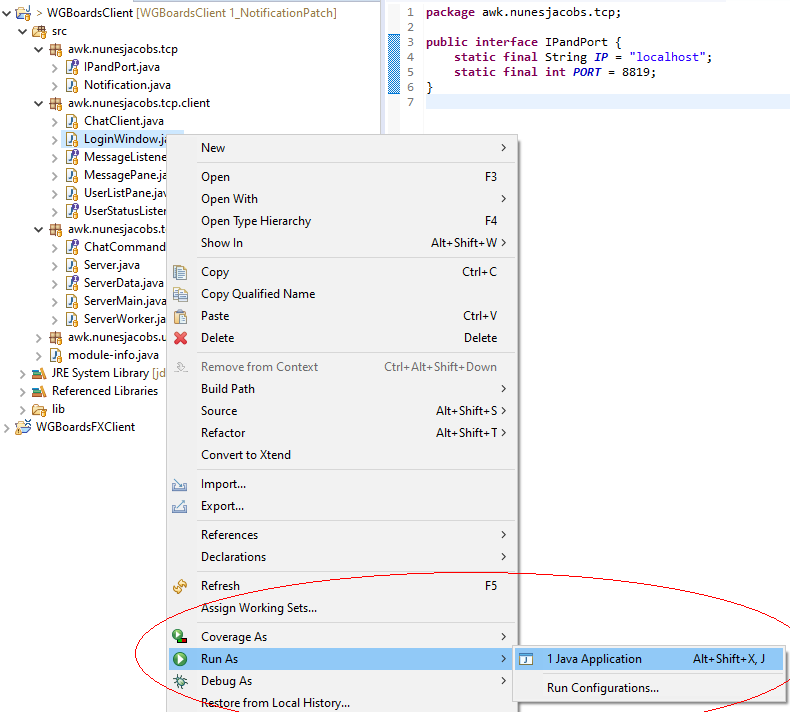 > WGBoardsClient [WGBoardsClient 1_NotificationPatch]
src
awk.nunesjacobs.tcp
IPandPort.java
Notification.java
awk.nunesjacobs.tcp.client
ChatClient.java
LoginWindow.ja
MessageListene
MessagePane.jav
UserListPane.jav
UserStatusListen
awk.nunesjacobs.t
ChatCommand
Server.java
ServerData.java
ServerMain.java
ServerWorker.ja
awk.nunesjacobs.u
module-info.java
JRE System Library [jd
Referenced Libraries
lib
WGBoardsFXClient
1 package awk.nunesjacobs.tcp;
2
3 public interface IPandPort {
4 static final String IP = "localhost";
5 static final int PORT = 8819;
6 }
7
New
Open F3
Open With
Open Type Hierarchy F4
Show In Alt+Shift+W
Copy Ctrl+C
Copy Qualified Name
Paste Ctrl+V
Delete Delete
Remove from Context Ctrl+Alt+Shift+Down
Build Path
Source Alt+Shift+S
Refactor Alt+Shift+T
Convert to Xtend
Import...
Export...
References
Declarations
Refresh F5
Assign Working Sets...
Coverage As
Run As
Debug As
Restore from Local History...
1 Java Application Alt+Shift+X, J
Run Configurations...